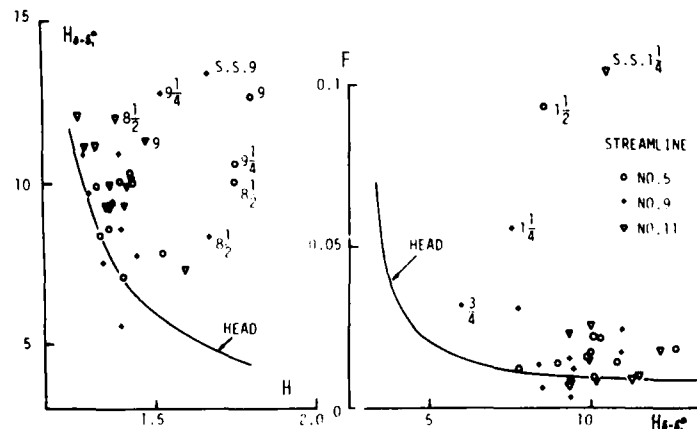 15
H δ-δ₁*
S.S.9
9 1/4
9
8 1/2
9
10
9 1/4
8 1/2
8 1/2
HEAD
5
H
1.5
2.0
F
0.1
S.S.1 1/4
1 1/2
STREAMLINE
NO.5
NO.9
NO.11
1 1/4
0.05
HEAD
3/4
0
5
10
H δ-δ₁*